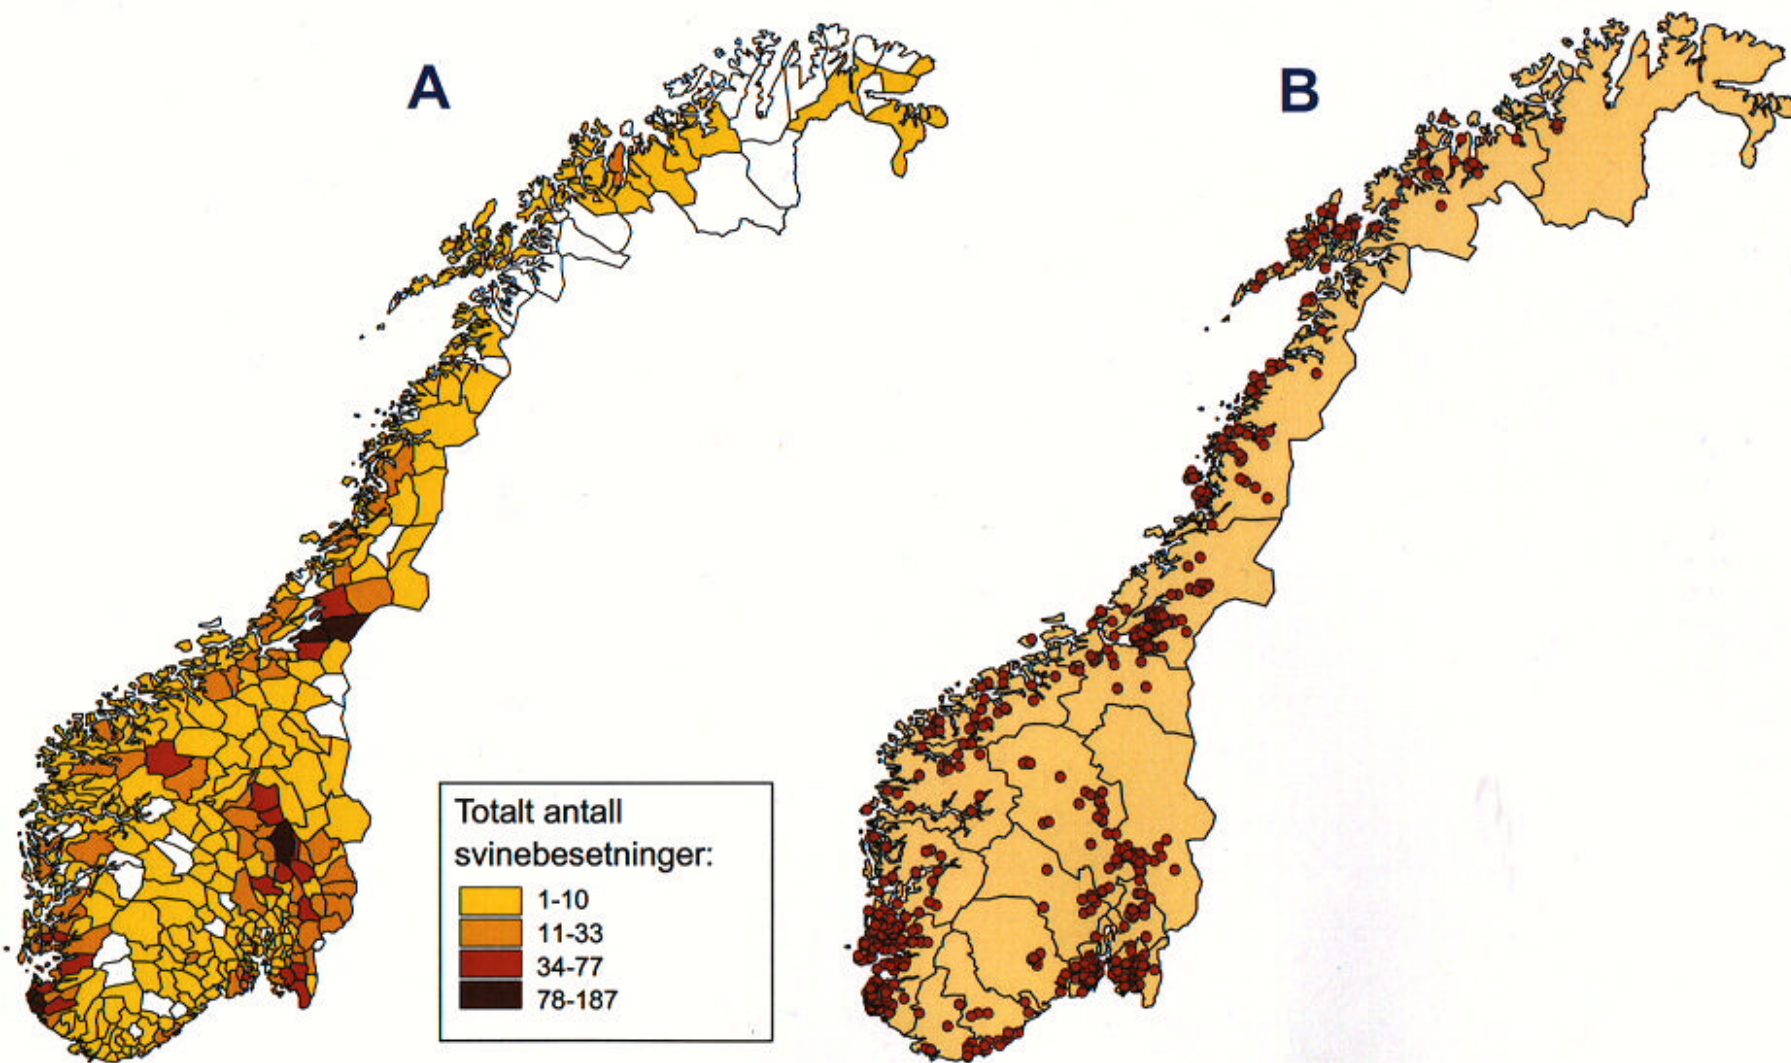 A
B
Totalt antall
svinebesetninger:
1-10
11-33
34-77
78-187